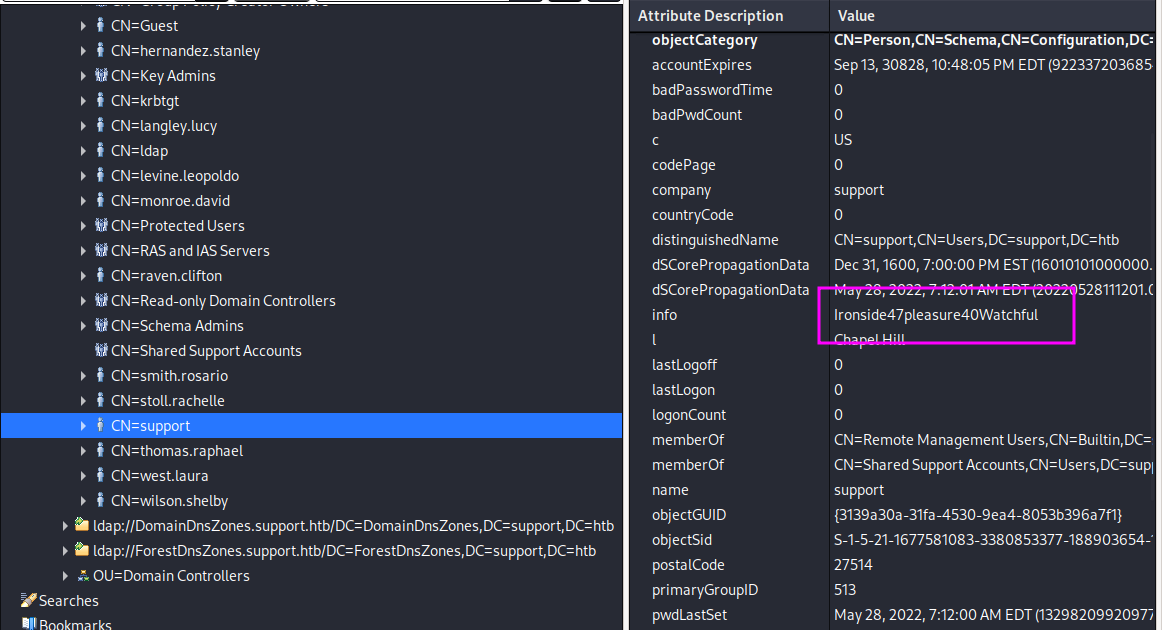 CN=Group Policy Creator Owners
CN=Guest
CN=hernandez.stanley
CN=Key Admins
CN=krbtgt
CN=langley.lucy
CN=ldap
CN=levine.leopoldo
CN=monroe.david
CN=Protected Users
CN=RAS and IAS Servers
CN=raven.clifton
CN=Read-only Domain Controllers
CN=Schema Admins
CN=Shared Support Accounts
CN=smith.rosario
CN=stoll.rachelle
CN=support
CN=thomas.raphael
CN=west.laura
CN=wilson.shelby
ldap://DomainDnsZones.support.htb/DC=DomainDnsZones,DC=support,DC=htb
ldap://ForestDnsZones.support.htb/DC=ForestDnsZones,DC=support,DC=htb
OU=Domain Controllers
Searches
Bookmarks
Attribute Description Value
objectCategory CN=Person,CN=Schema,CN=Configuration,DC=
accountExpires Sep 13, 30828, 10:48:05 PM EDT (922337203685
badPasswordTime 0
badPwdCount 0
c US
codePage 0
company support
countryCode 0
distinguishedName CN=support,CN=Users,DC=support,DC=htb
dSCorePropagationData Dec 31, 1600, 7:00:00 PM EST (16010101000000.
dSCorePropagationData May 28, 2022, 7:12:01 AM EDT (20220528111201.0
info Ironside47pleasure40Watchful
l Chapel Hill
lastLogoff 0
lastLogon 0
logonCount 0
memberOf CN=Remote Management Users,CN=Builtin,DC=
memberOf CN=Shared Support Accounts,CN=Users,DC=sup
name support
objectGUID {3139a30a-31fa-4530-9ea4-8053b396a7f1}
objectSid S-1-5-21-1677581083-3380853377-188903654-
postalCode 27514
primaryGroupID 513
pwdLastSet May 28, 2022, 7:12:00 AM EDT (13298209920977